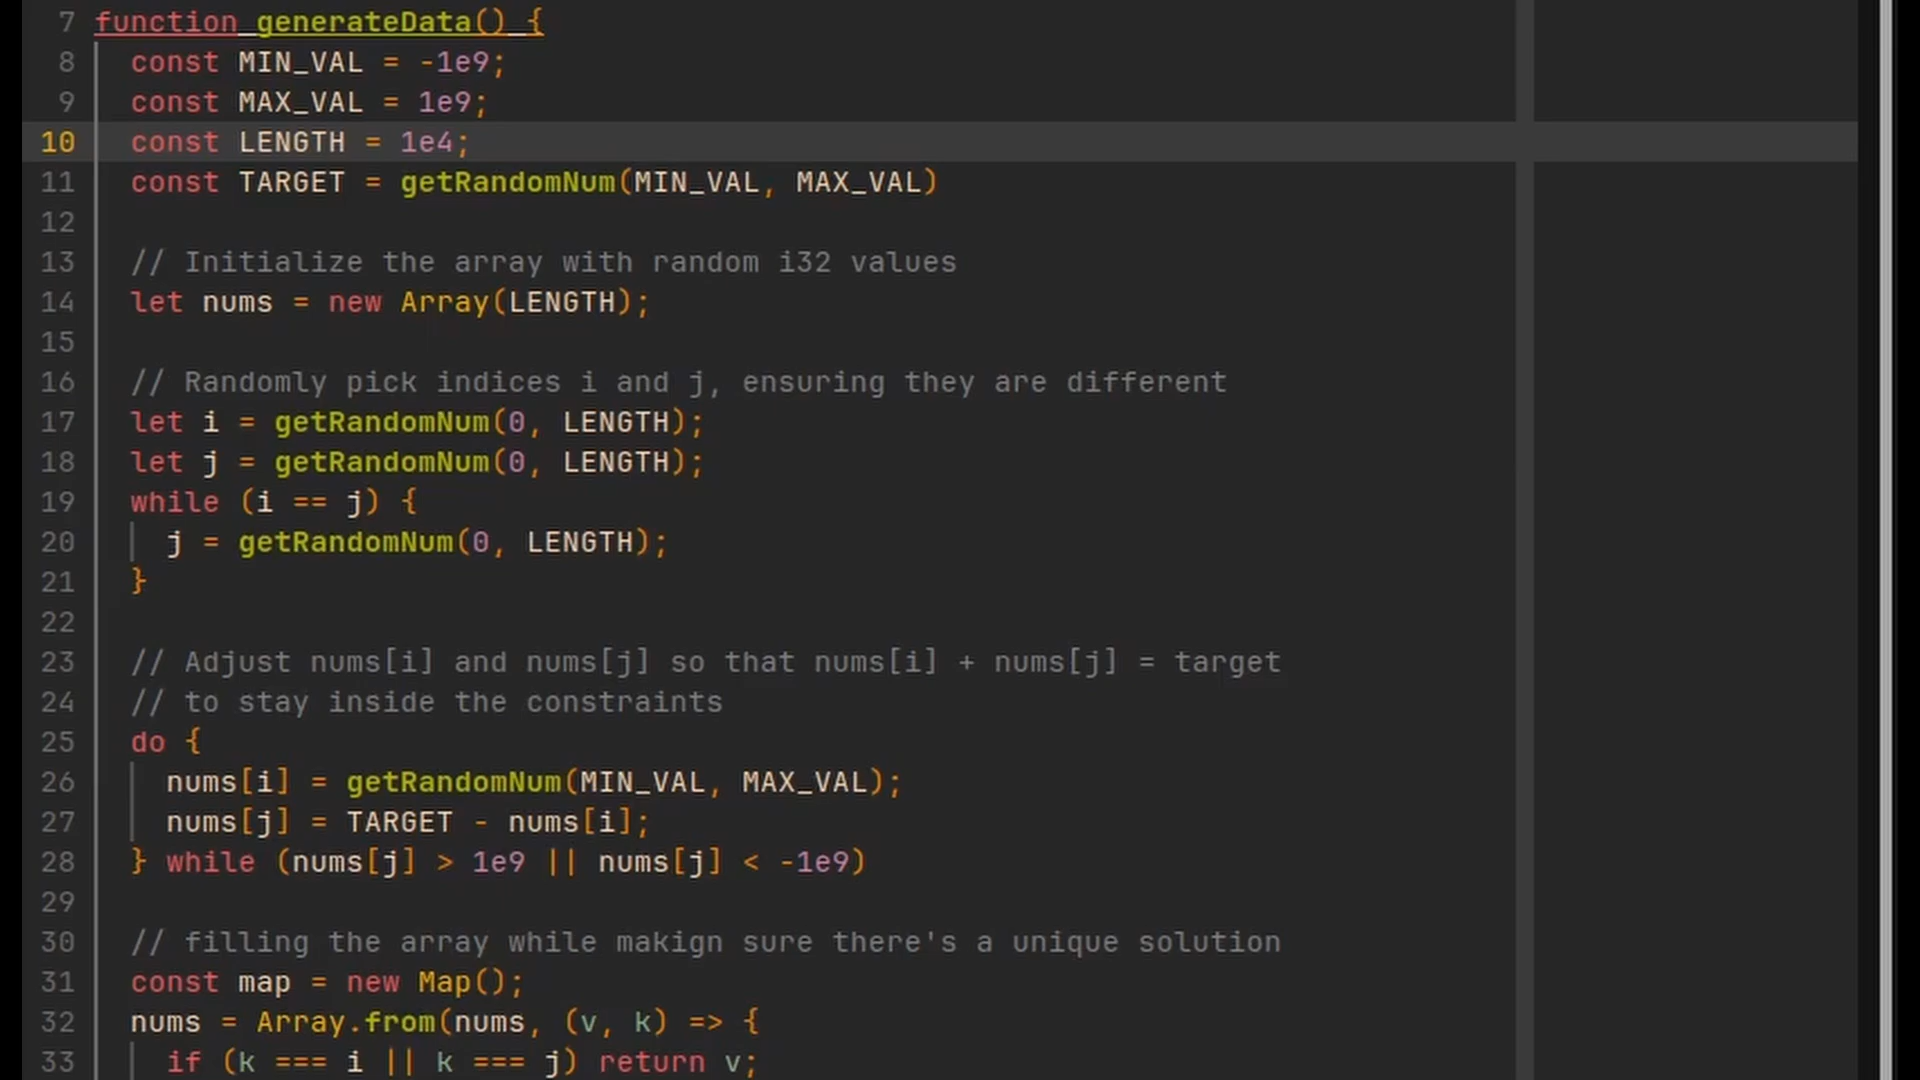 7 function generateData() {
8 const MIN_VAL = -1e9;
9 const MAX_VAL = 1e9;
10 const LENGTH = 1e4;
11 const TARGET = getRandomNum(MIN_VAL, MAX_VAL)
12
13 // Initialize the array with random i32 values
14 let nums = new Array(LENGTH);
15
16 // Randomly pick indices i and j, ensuring they are different
17 let i = getRandomNum(0, LENGTH);
18 let j = getRandomNum(0, LENGTH);
19 while (i == j) {
20 j = getRandomNum(0, LENGTH);
21 }
22
23 // Adjust nums[i] and nums[j] so that nums[i] + nums[j] = target
24 // to stay inside the constraints
25 do {
26 nums[i] = getRandomNum(MIN_VAL, MAX_VAL);
27 nums[j] = TARGET - nums[i];
28 } while (nums[j] > 1e9 || nums[j] < -1e9)
29
30 // filling the array while makign sure there's a unique solution
31 const map = new Map();
32 nums = Array.from(nums, (v, k) => {
33 if (k === i || k === j) return v;